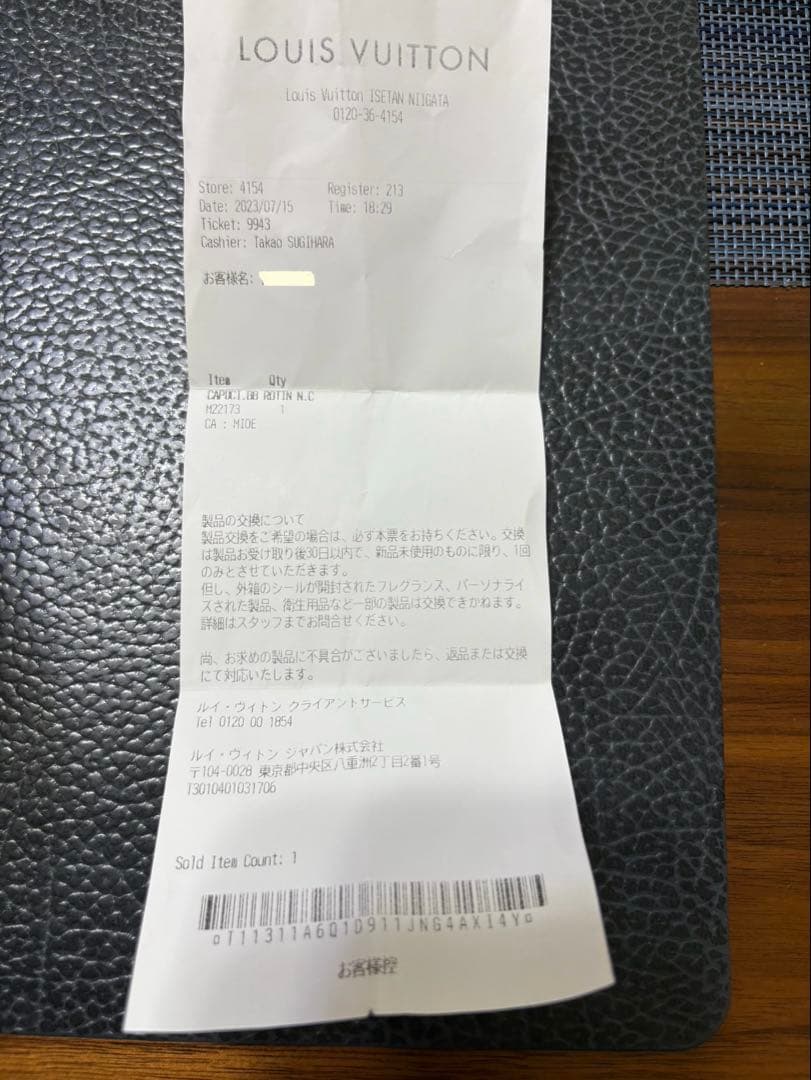 LOUIS VUITTON
Louis Vuitton ISETAN NIIGATA
0120-36-4154
Store: 4154 Register: 213
Date: 2023/07/15 Time: 18:29
Ticket: 9943
Cashier: Takao SUGIHARA
お客様名:
Item Qty
CAPUCI.BB ROTIN N.C
M22173 1
CA : MIDE
製品の交換について
製品交換をご希望の場合は、必ず本票をお持ちください。交換
は製品お受け取り後30日以内で、新品未使用のものに限り、1回
のみとさせていただきます。
但し、外箱のシールが開封されたフレグランス、パーソナライ
ズされた製品、衛生用品など一部の製品は交換できかねます。
詳細はスタッフまでお問合せください。
尚、お求めの製品に不具合がございましたら、返品または交換
にて対応いたします。
ルイ・ヴィトン クライアントサービス
Tel 0120 00 1854
ルイ・ヴィトン ジャパン株式会社
〒104-0028 東京都中央区八重洲2丁目2番1号
T3010401031706
Sold Item Count: 1
¤T11311A6Q10911JNG4AXI4Y¤
お客様控